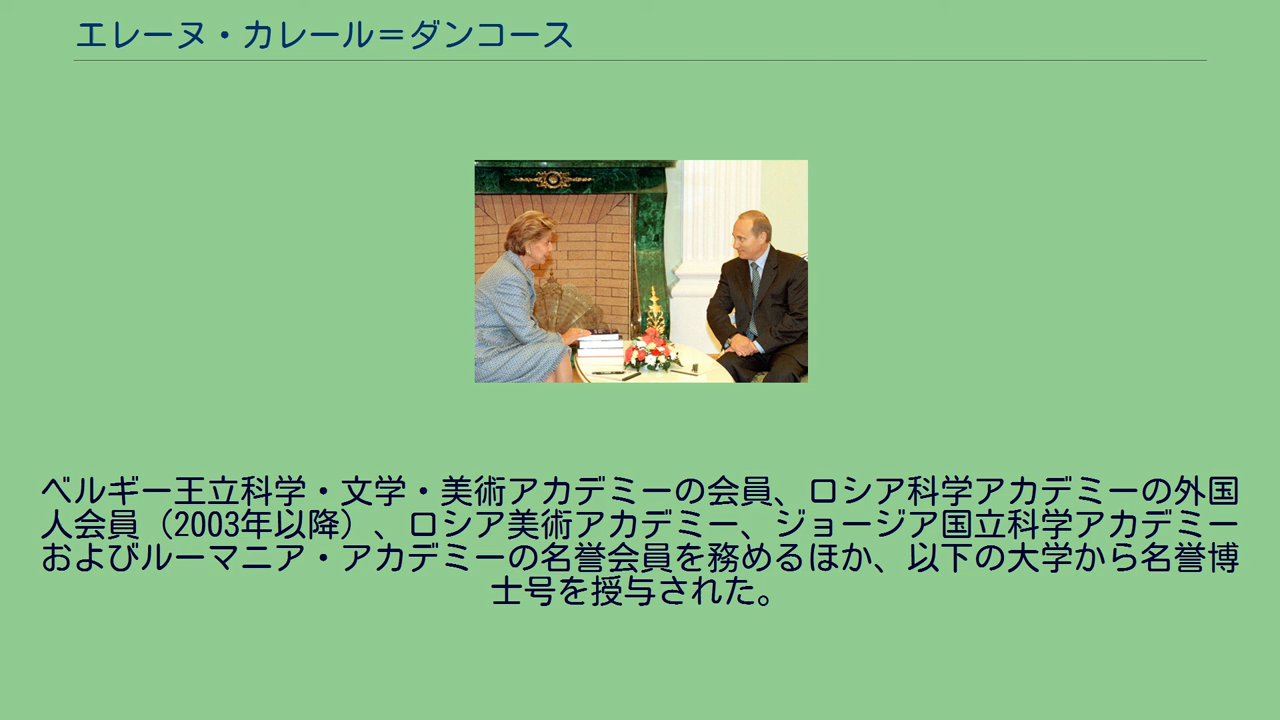 エレーヌ・カレール＝ダンコース
ベルギー王立科学・文学・美術アカデミーの会員、ロシア科学アカデミーの外国
人会員（2003年以降）、ロシア美術アカデミー、ジョージア国立科学アカデミー
およびルーマニア・アカデミーの名誉会員を務めるほか、以下の大学から名誉博
士号を授与された。